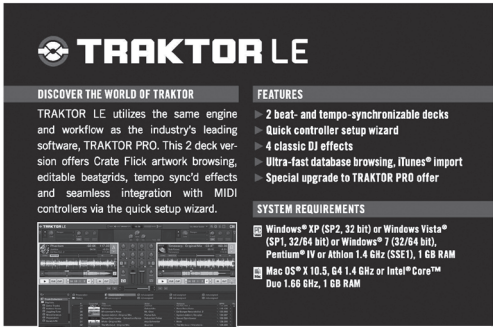 TRAKTOR LE
DISCOVER THE WORLD OF TRAKTOR
TRAKTOR LE utilizes the same engine
and workflow as the industry's leading
software, TRAKTOR PRO. This 2 deck ver-
sion offers Crate Flick artwork browsing,
editable beatgrids, tempo sync'd effects
and seamless integration with MIDI
controllers via the quick setup wizard.
TRAKTOR LE
FEATURES
2 beat- and tempo-synchronizable decks
Quick controller setup wizard
4 classic DJ effects
Ultra-fast database browsing, iTunes® import
Special upgrade to TRAKTOR PRO offer
SYSTEM REQUIREMENTS
Windows® XP (SP2, 32 bit) or Windows Vista®
(SP1, 32/64 bit) or Windows® 7 (32/64 bit),
Pentium® IV or Athlon 1.4 GHz (SSE1), 1 GB RAM
Mac OS® X 10.5, G4 1.4 GHz or Intel® Core™
Duo 1.66 GHz, 1 GB RAM